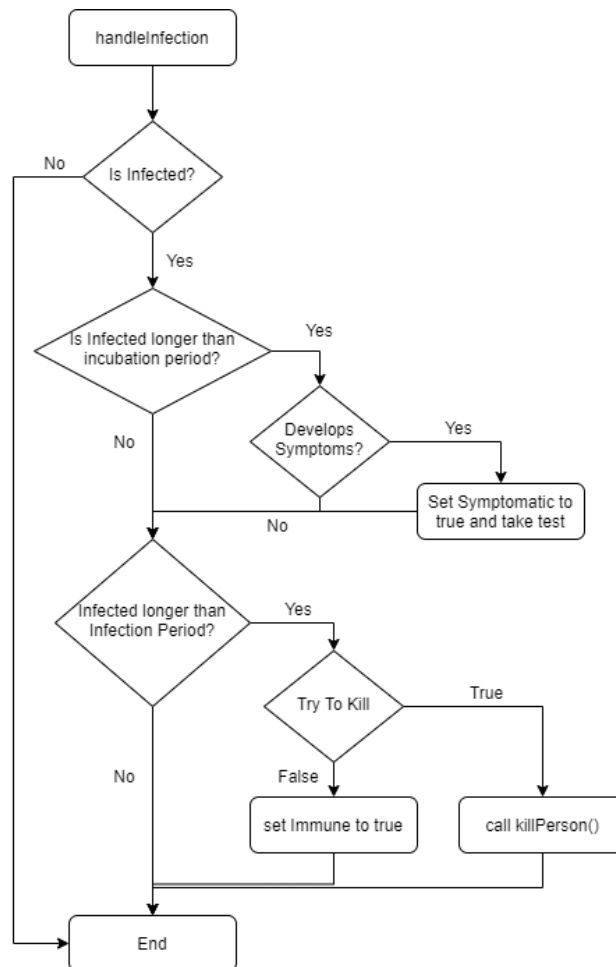 handleInfection
No
Is Infected?
Yes
Is Infected longer than
incubation period?
Yes
Develops
Symptoms?
Yes
No
Set Symptomatic to
true and take test
No
Infected longer than
Infection Period?
Yes
Try To Kill
True
No
False
set Immune to true
call killPerson()
End